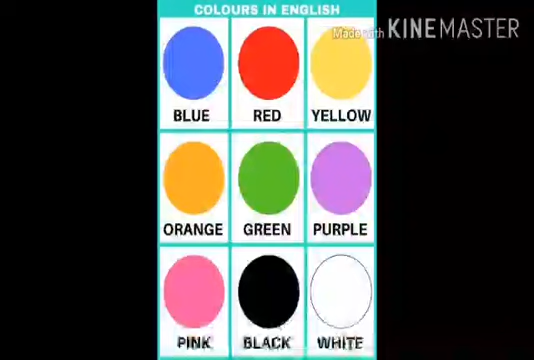 COLOURS IN ENGLISH
Made with KINEMASTER
BLUE RED YELLOW
ORANGE GREEN PURPLE
PINK BLACK WHITE